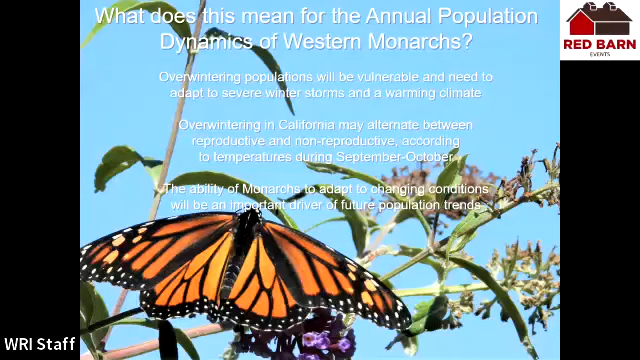 What does this mean for the Annual Population
Dynamics of Western Monarchs?
RED BARN
EVENTS
Overwintering populations will be vulnerable and need to
adapt to severe winter storms and a warming climate
Overwintering in California may alternate between
reproductive and non-reproductive, according
to temperatures during September-October
The ability of Monarchs to adapt to changing conditions
will be an important driver of future population trends
WRI Staff